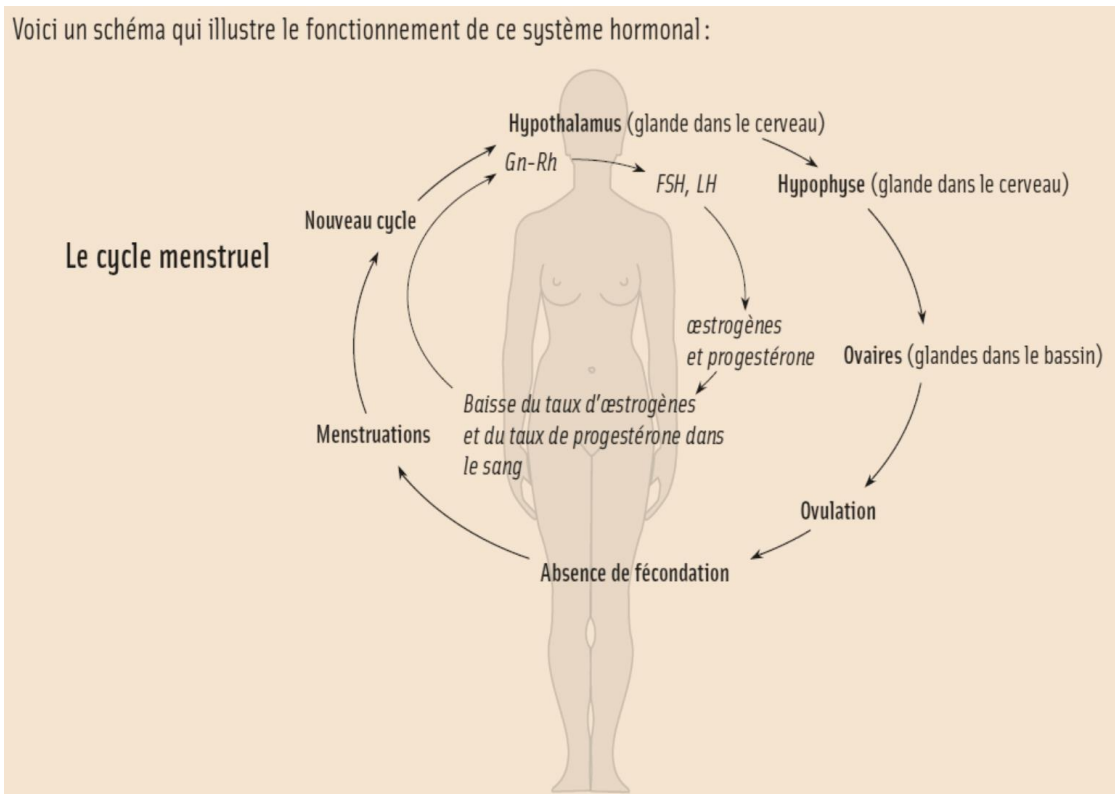 Voici un schéma qui illustre le fonctionnement de ce système hormonal :
Hypothalamus (glande dans le cerveau)
Gn-Rh
FSH, LH
Hypophyse (glande dans le cerveau)
Nouveau cycle
Le cycle menstruel
œstrogènes
et progestérone
Ovaires (glandes dans le bassin)
Baisse du taux d'œstrogènes
et du taux de progestérone dans
le sang
Menstruations
Ovulation
Absence de fécondation